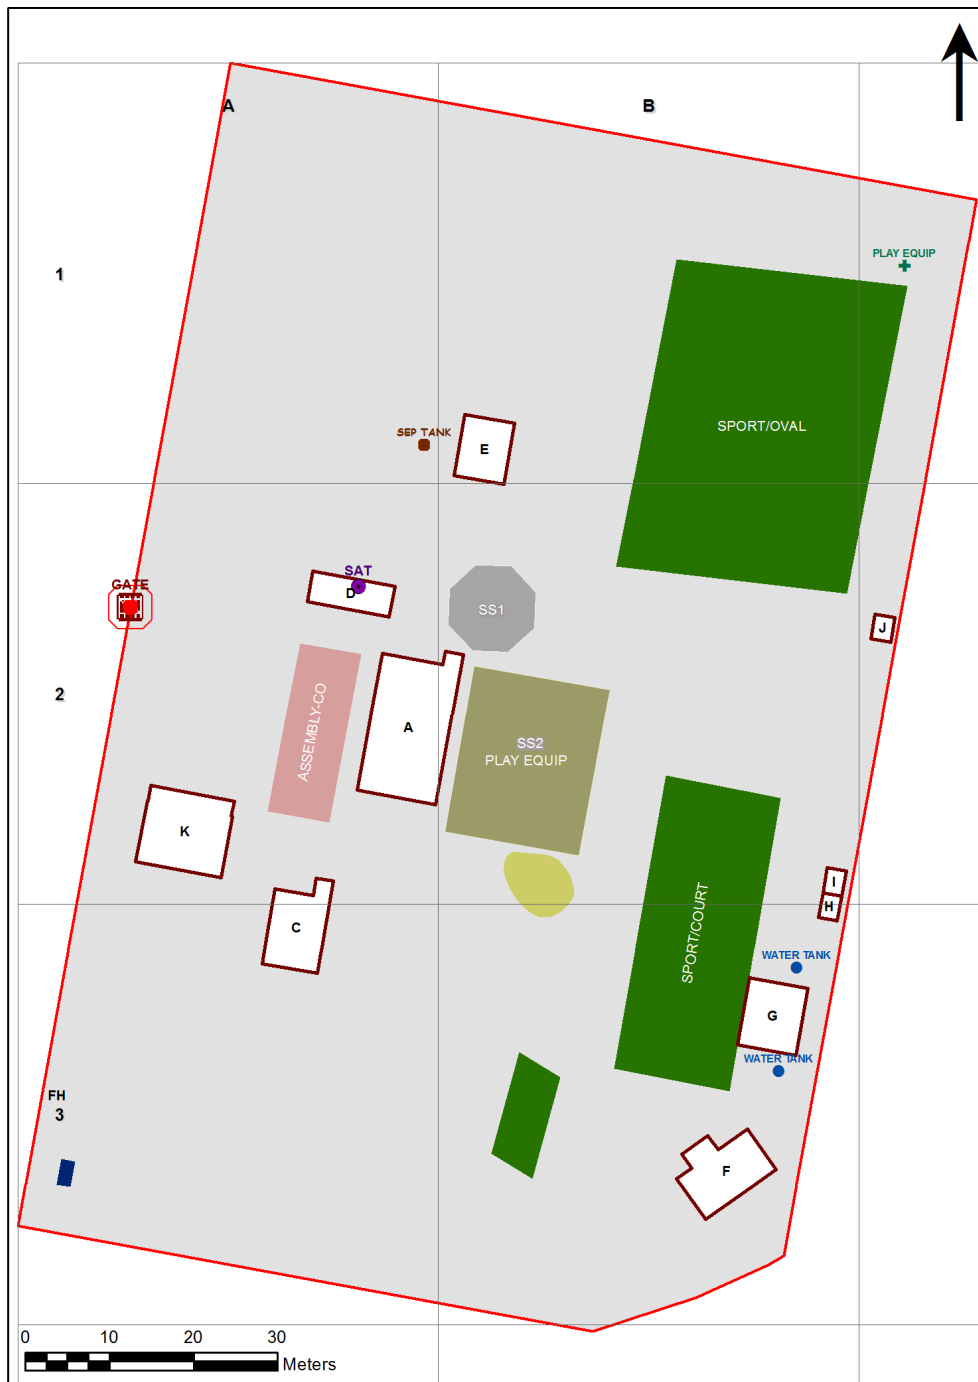 A
B
1
PLAY EQUIP
SPORT/OVAL
SEP TANK
E
GATE
SAT
D
SS1
J
2
ASSEMBLY-CO
A
SS2
PLAY EQUIP
K
I
H
C
SPORT/COURT
WATER TANK
G
WATER TANK
FH
3
F
0 10 20 30
Meters